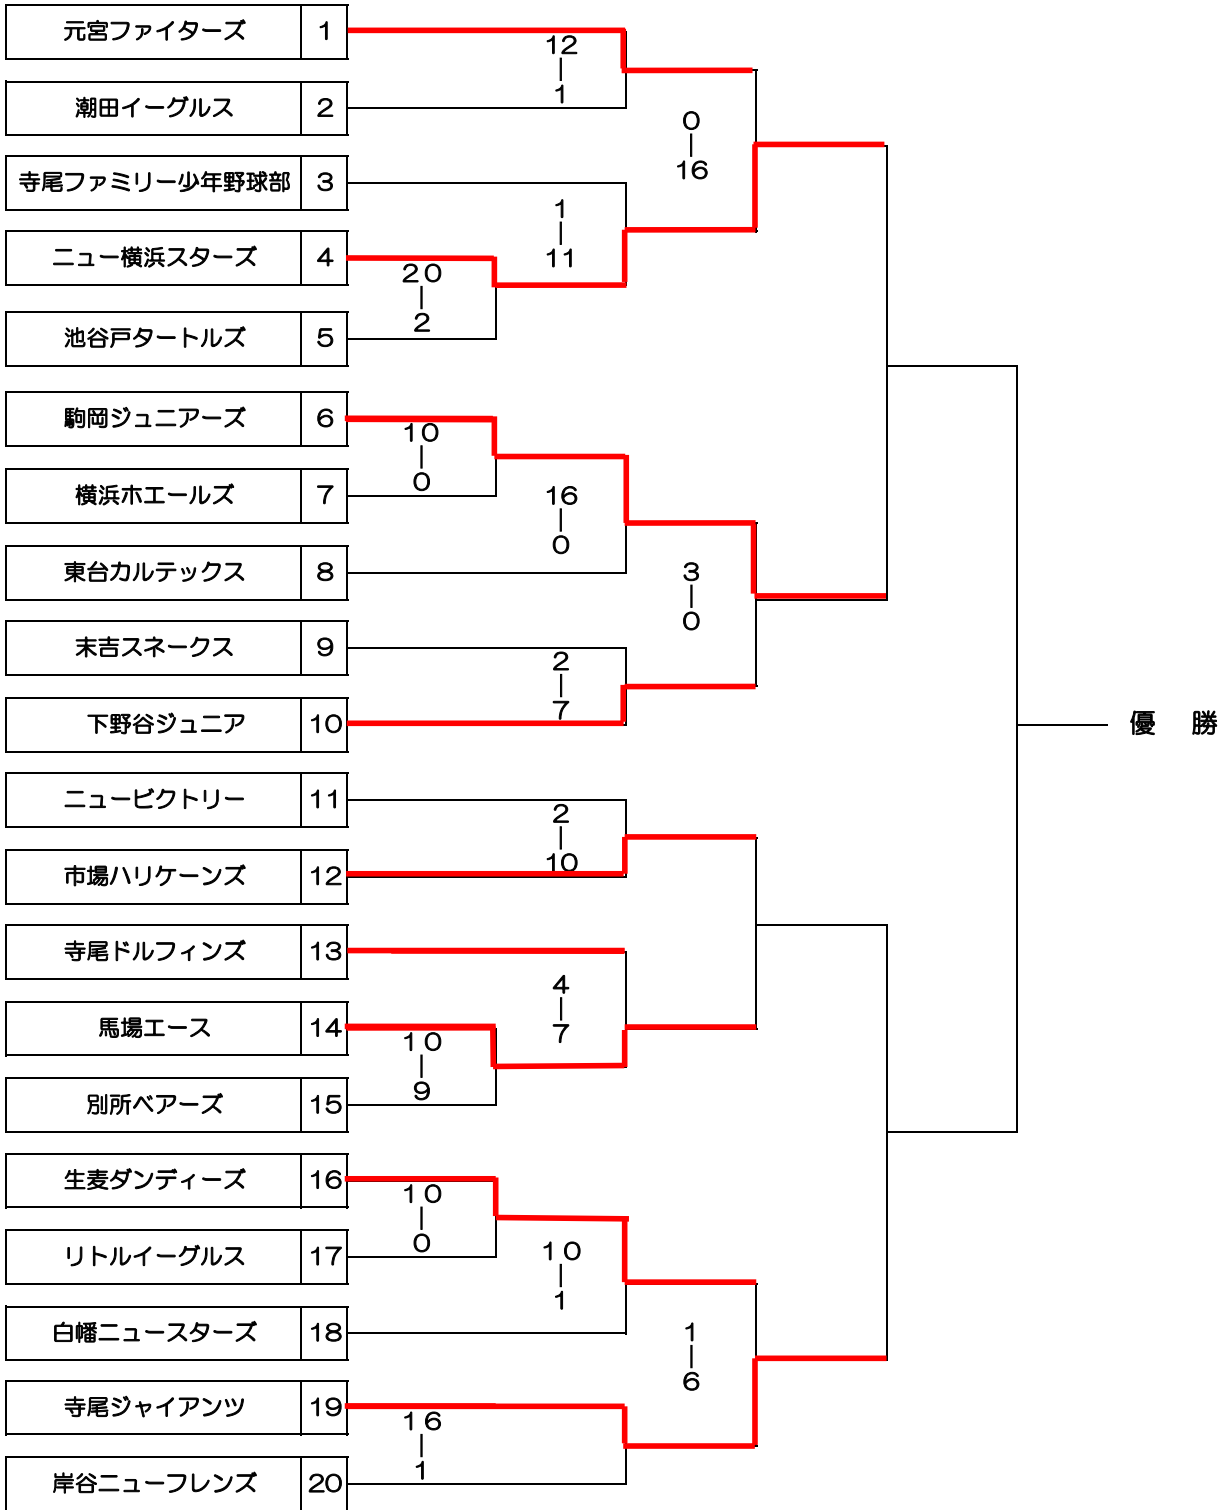 元宮ファイターズ 1
潮田イーグルス 2
寺尾ファミリー少年野球部 3
ニュー横浜スターズ 4
池谷戸タートルズ 5
駒岡ジュニアーズ 6
横浜ホエールズ 7
東台カルテックス 8
末吉スネークス 9
下野谷ジュニア 10
ニュービクトリー 11
市場ハリケーンズ 12
寺尾ドルフィンズ 13
馬場エース 14
別所ベアーズ 15
生麦ダンディーズ 16
リトルイーグルス 17
白幡ニュースターズ 18
寺尾ジャイアンツ 19
岸谷ニューフレンズ 20
20
|
2
10
|
0
10
|
9
10
|
0
16
|
1
12
|
1
1
|
11
16
|
0
2
|
7
2
|
10
4
|
7
10
|
1
0
|
16
3
|
0
1
|
6
優 勝